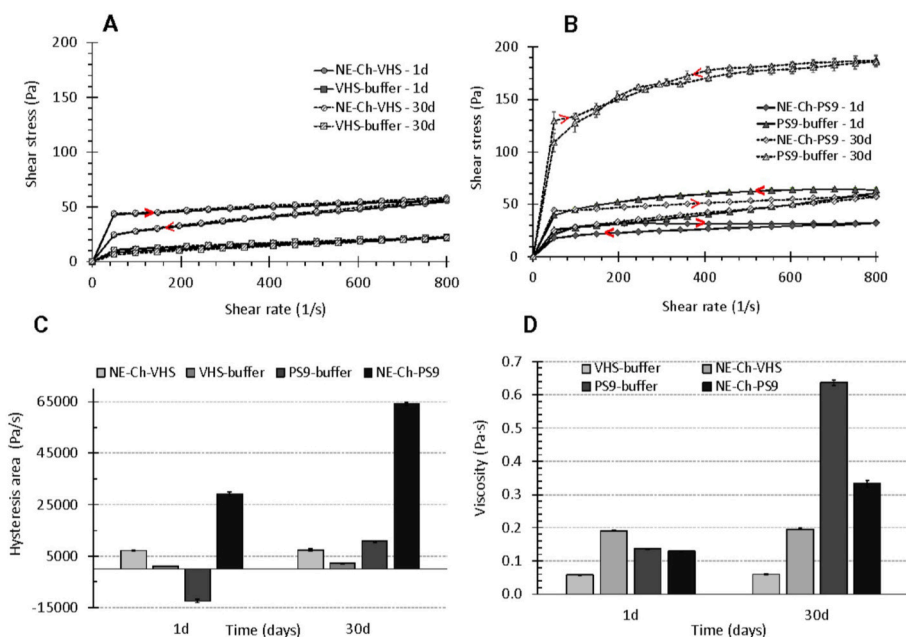 A
200
150
100
50
0
Shear stress (Pa)
NE-Ch-VHS - 1d
VHS-buffer - 1d
NE-Ch-VHS - 30d
VHS-buffer - 30d
0 200 400 600 800
Shear rate (1/s)
B
200
150
100
50
0
Shear stress (Pa)
NE-Ch-PS9 - 1d
PS9-buffer - 1d
NE-Ch-PS9 - 30d
PS9-buffer - 30d
0 200 400 600 800
Shear rate (1/s)
C
NE-Ch-VHS VHS-buffer PS9-buffer NE-Ch-PS9
65000
45000
25000
5000
-15000
Hysteresis area (Pa/s)
1d Time (days) 30d
D
0.7
0.6
0.5
0.4
0.3
0.2
0.1
0.0
Viscosity (Pa·s)
VHS-buffer NE-Ch-VHS
PS9-buffer NE-Ch-PS9
1d Time (days) 30d